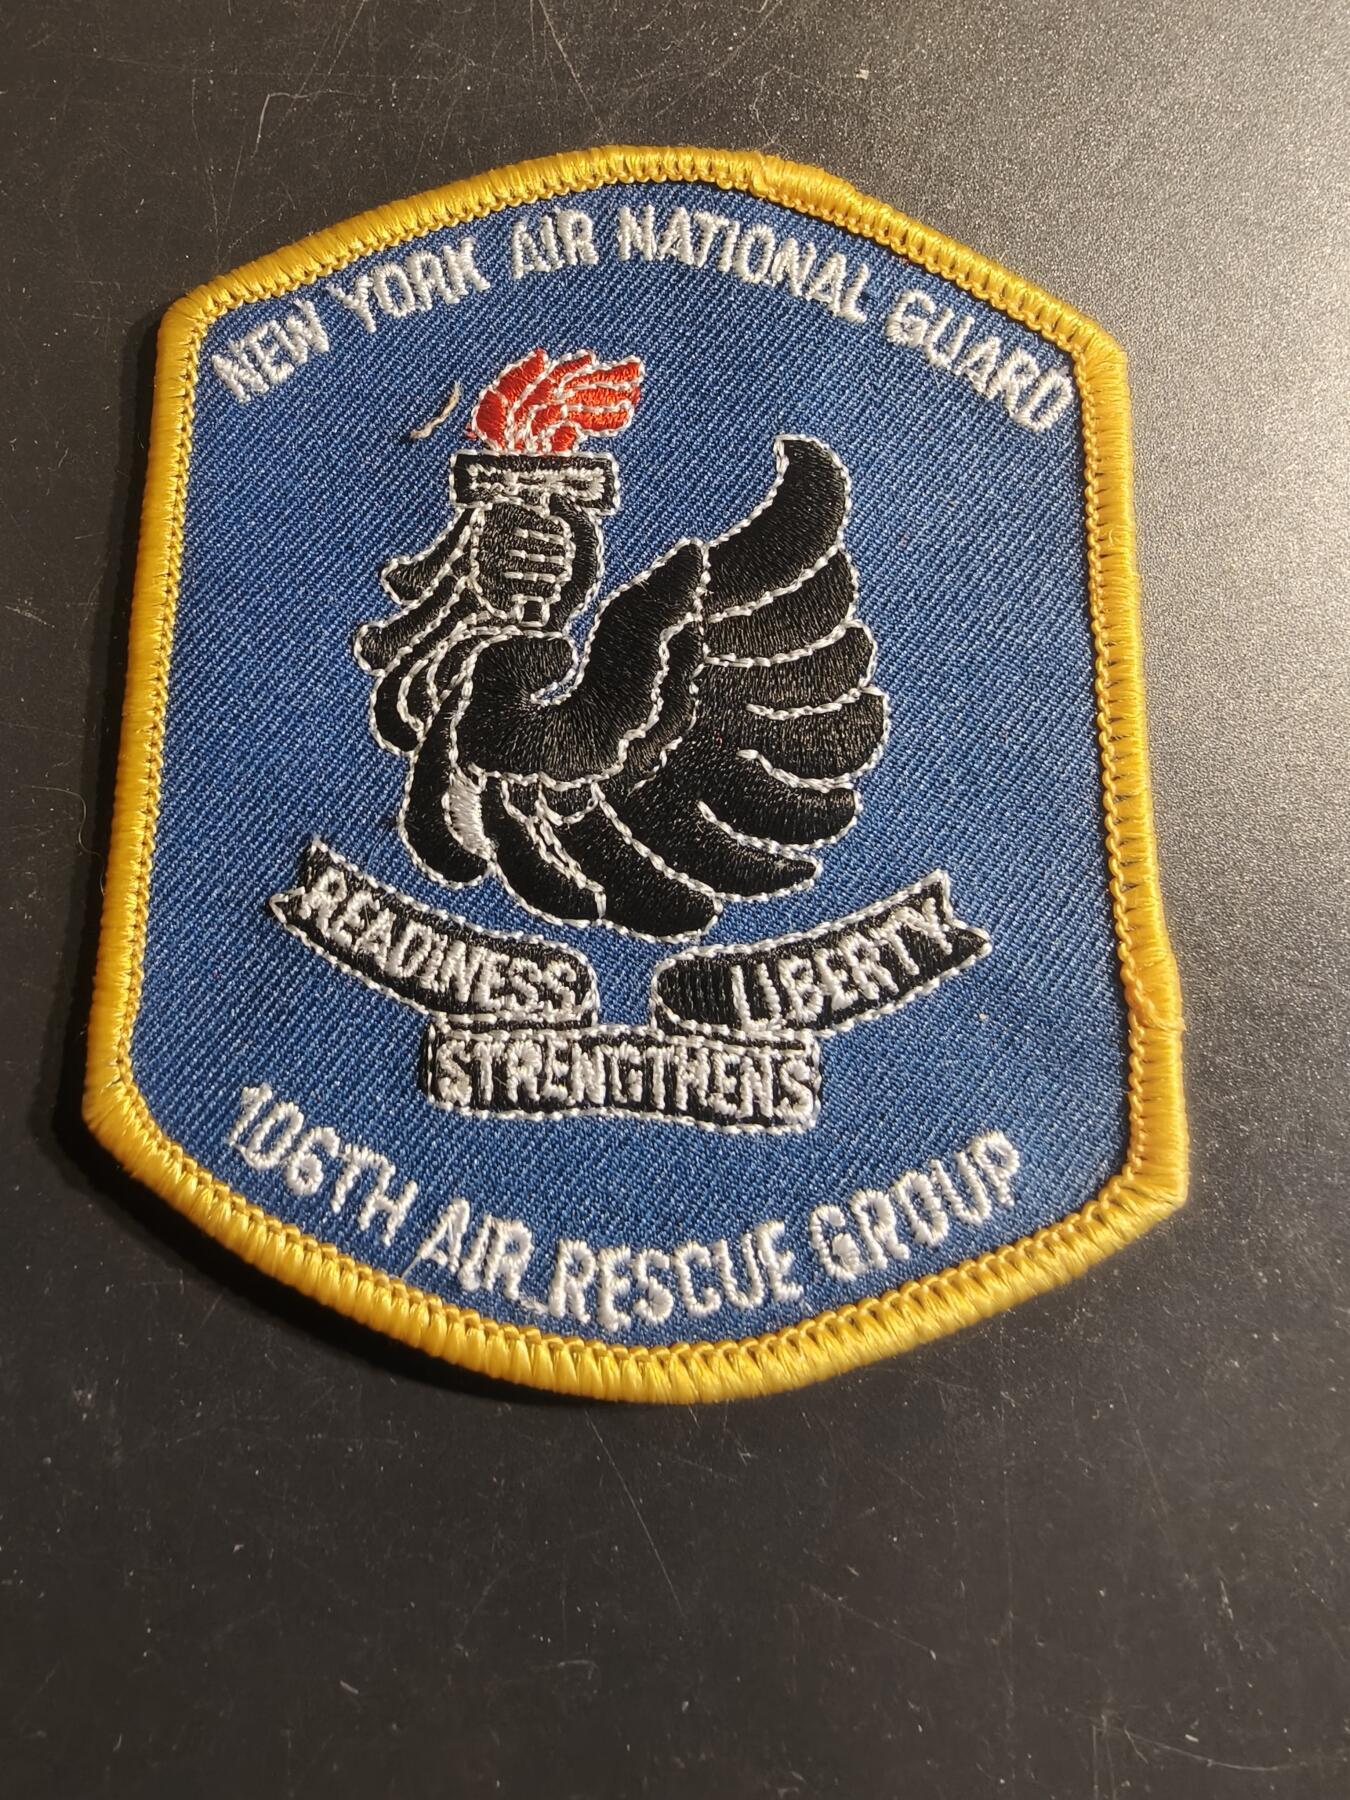 NEW YORK AIR NATIONAL GUARD
READINESS
STRENGTHENS
LIBERTY
106TH AIR RESCUE GROUP